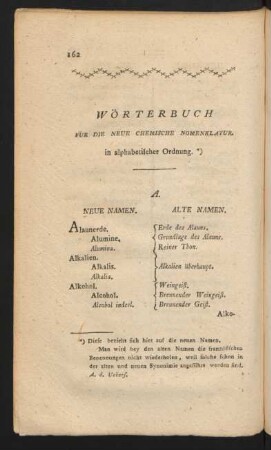 162
WÖRTERBUCH
FÜR DIE NEUE CHEMISCHE NOMENKLATUR,
in alphabetischer Ordnung. *)
A.
NEUE NAMEN. ALTE NAMEN.
Alaunerde. Erde des Alauns.
Alumine. Grundlage des Alauns.
Alumina. Reiner Thon.
Alkalien.
Alkalis. Alkalien überhaupt.
Alkalia.
Alkohol. Weingeist.
Alcohol. Brennender Weingeist.
Alcohol indecl. Brennender Geist.
Alko-
*) Diese bezieht sich hier auf die neuen Namen.
Man wird bey den alten Namen die französischen
Benennungen nicht wiederholen, weil solche schon in
der alten und neuen Synonimie angeführt worden sind.
A. d. Uebers.